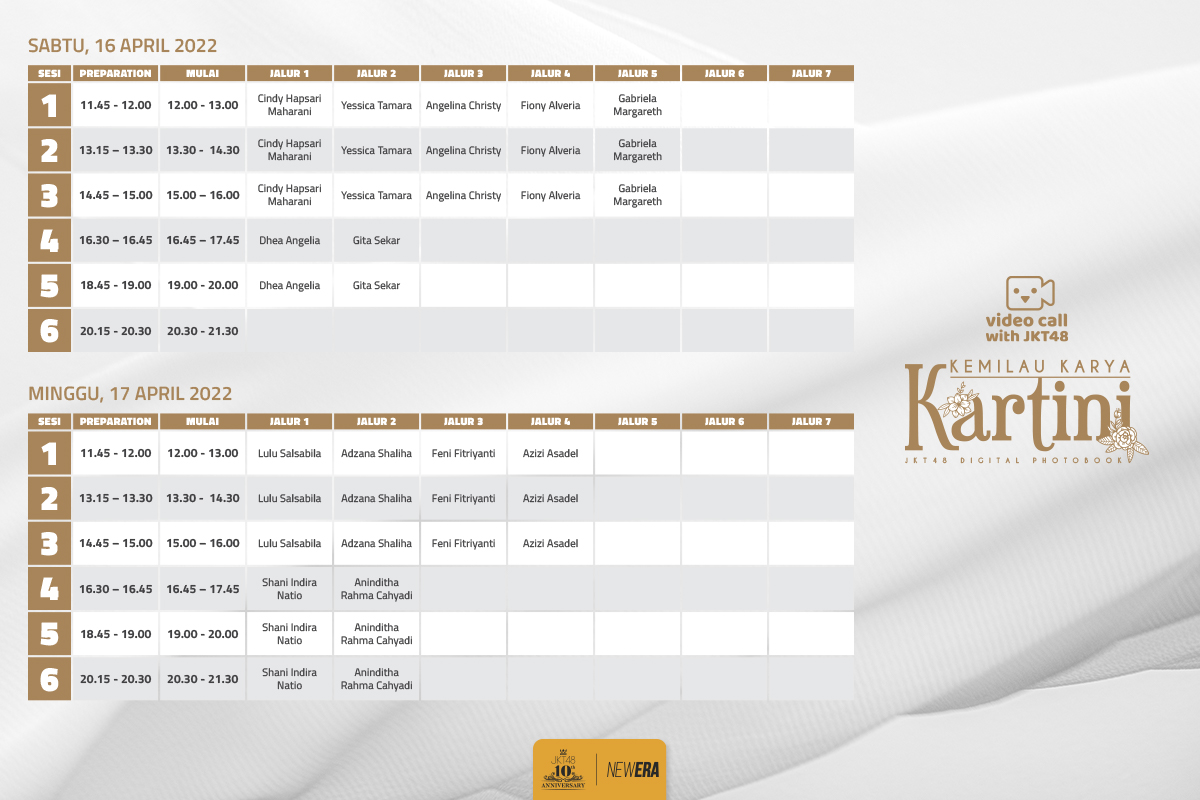 SABTU, 16 APRIL 2022
SESI PREPARATION MULAI JALUR 1 JALUR 2 JALUR 3 JALUR 4 JALUR 5 JALUR 6 JALUR 7
1 11.45 - 12.00 12.00 - 13.00 Cindy Hapsari Maharani Yessica Tamara Angelina Christy Fiony Alveria Gabriela Margareth
2 13.15 – 13.30 13.30 - 14.30 Cindy Hapsari Maharani Yessica Tamara Angelina Christy Fiony Alveria Gabriela Margareth
3 14.45 – 15.00 15.00 – 16.00 Cindy Hapsari Maharani Yessica Tamara Angelina Christy Fiony Alveria Gabriela Margareth
4 16.30 – 16.45 16.45 – 17.45 Dhea Angelia Gita Sekar
5 18.45 - 19.00 19.00 - 20.00 Dhea Angelia Gita Sekar
6 20.15 - 20.30 20.30 - 21.30
MINGGU, 17 APRIL 2022
SESI PREPARATION MULAI JALUR 1 JALUR 2 JALUR 3 JALUR 4 JALUR 5 JALUR 6 JALUR 7
1 11.45 - 12.00 12.00 - 13.00 Lulu Salsabila Adzana Shaliha Feni Fitriyanti Azizi Asadel
2 13.15 – 13.30 13.30 - 14.30 Lulu Salsabila Adzana Shaliha Feni Fitriyanti Azizi Asadel
3 14.45 – 15.00 15.00 – 16.00 Lulu Salsabila Adzana Shaliha Feni Fitriyanti Azizi Asadel
4 16.30 – 16.45 16.45 – 17.45 Shani Indira Natio Aninditha Rahma Cahyadi
5 18.45 - 19.00 19.00 - 20.00 Shani Indira Natio Aninditha Rahma Cahyadi
6 20.15 - 20.30 20.30 - 21.30 Shani Indira Natio Aninditha Rahma Cahyadi
video call
with JKT48
KEMILAU KARYA
Kartini
JKT48 DIGITAL PHOTOBOOK
JKT48
10th
ANNIVERSARY
NEWERA